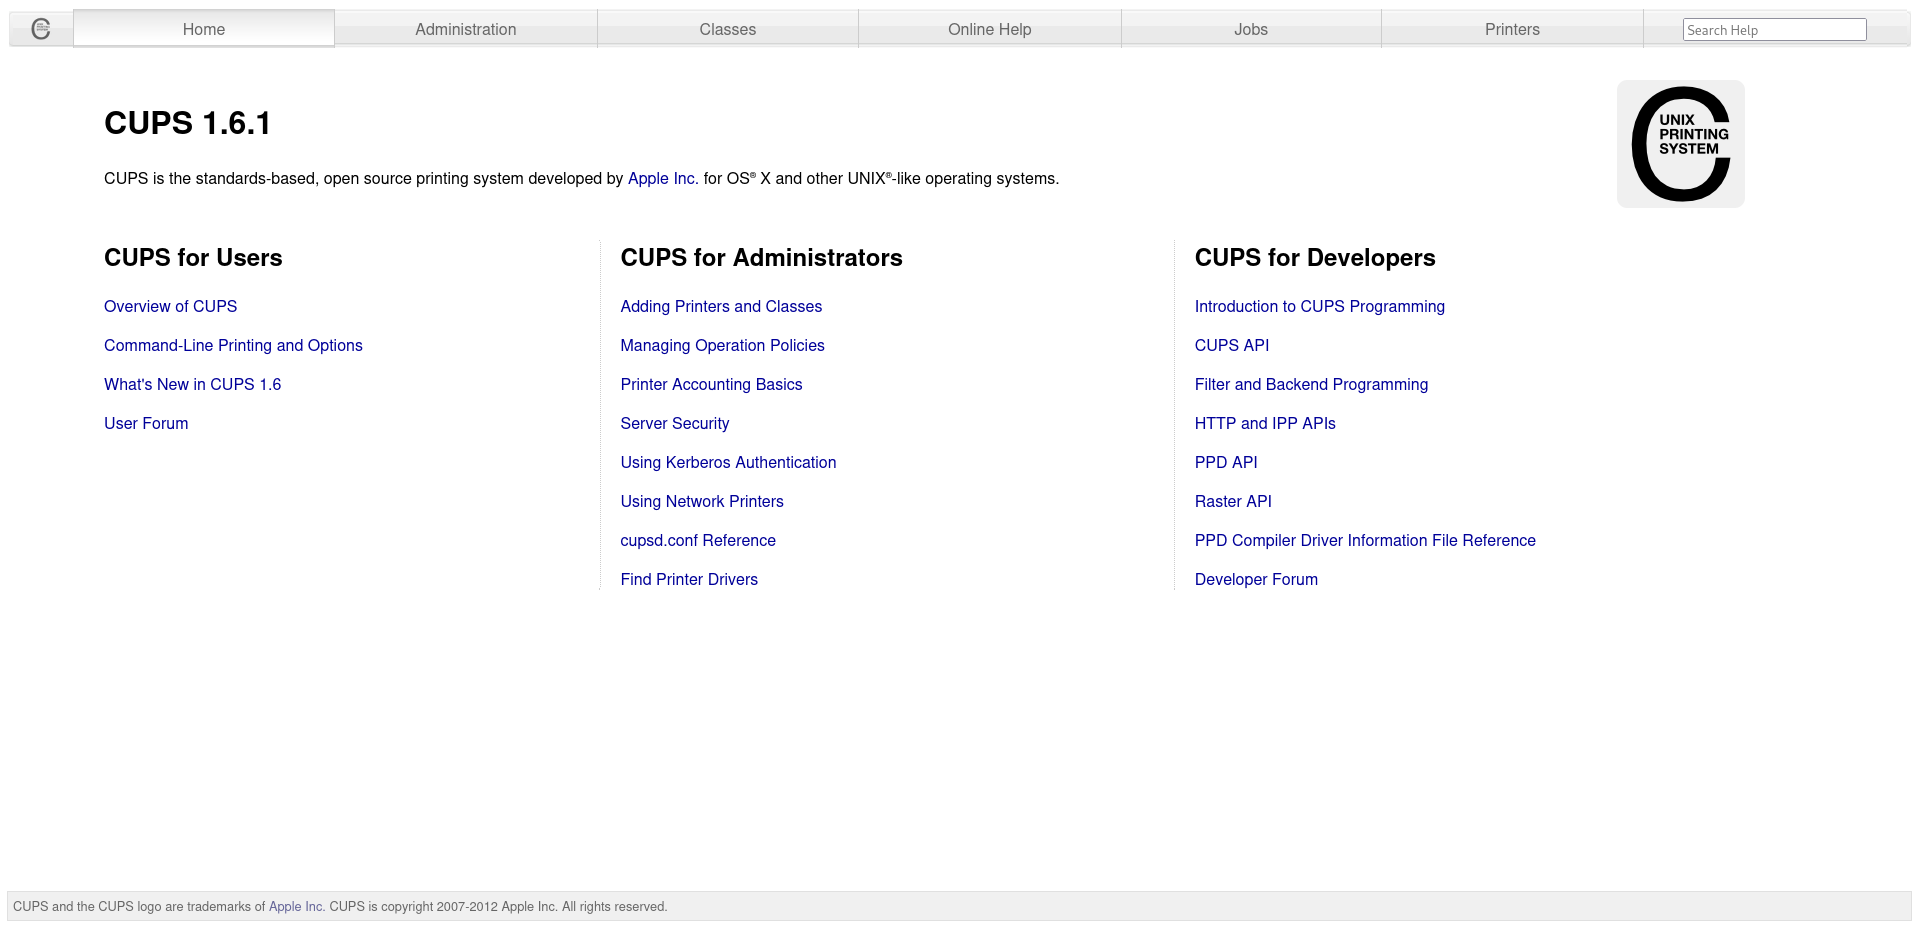 Home
Administration
Classes
Online Help
Jobs
Printers
Search Help
CUPS 1.6.1
UNIX
PRINTING
SYSTEM
CUPS is the standards-based, open source printing system developed by Apple Inc. for OS® X and other UNIX®-like operating systems.
CUPS for Users
Overview of CUPS
Command-Line Printing and Options
What's New in CUPS 1.6
User Forum
CUPS for Administrators
Adding Printers and Classes
Managing Operation Policies
Printer Accounting Basics
Server Security
Using Kerberos Authentication
Using Network Printers
cupsd.conf Reference
Find Printer Drivers
CUPS for Developers
Introduction to CUPS Programming
CUPS API
Filter and Backend Programming
HTTP and IPP APIs
PPD API
Raster API
PPD Compiler Driver Information File Reference
Developer Forum
CUPS and the CUPS logo are trademarks of Apple Inc. CUPS is copyright 2007-2012 Apple Inc. All rights reserved.